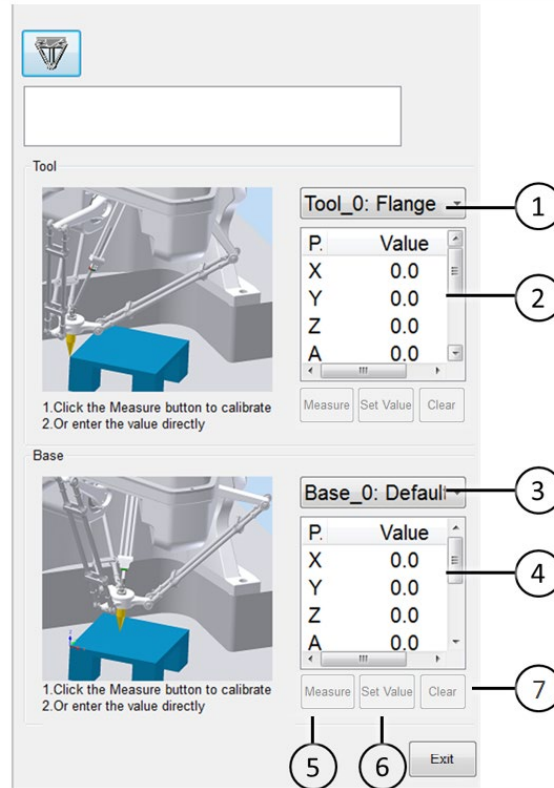 Tool
Tool_0: Flange
1
P. Value
X 0.0
Y 0.0
Z 0.0
A 0.0
2
1.Click the Measure button to calibrate
2.Or enter the value directly
Measure Set Value Clear
Base
Base_0: Default
3
P. Value
X 0.0
Y 0.0
Z 0.0
A 0.0
4
1.Click the Measure button to calibrate
2.Or enter the value directly
Measure Set Value Clear
7
5 6
Exit